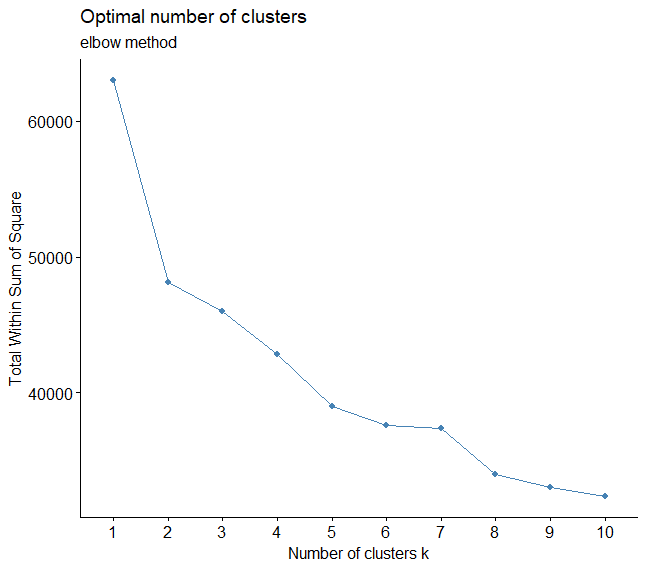 Optimal number of clusters
elbow method
Total Within Sum of Square
60000
50000
40000
1 2 3 4 5 6 7 8 9 10
Number of clusters k